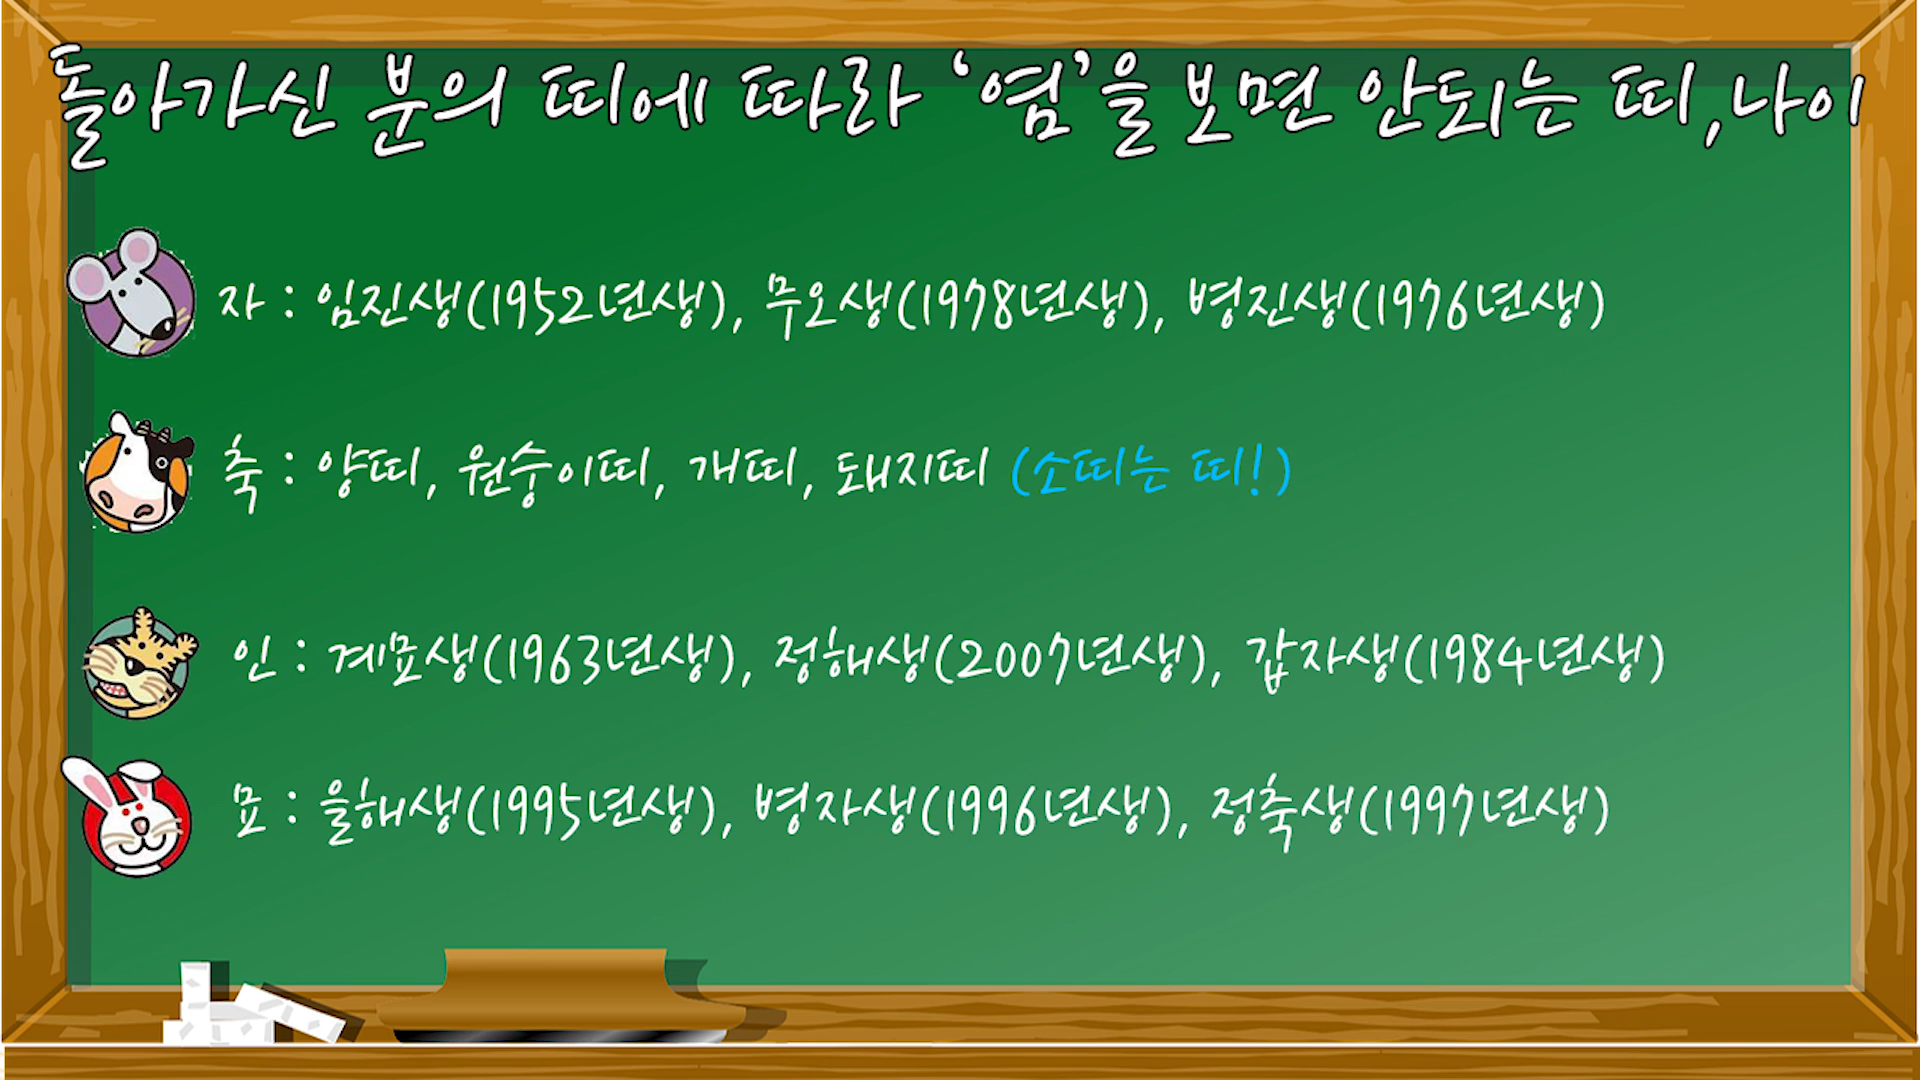 돌아가신 분의 띠에 따라 ‘염’을 보면 안되는 띠,나이
자 : 임진생(1952년생), 무오생(1978년생), 병진생(1976년생)
축 : 양띠, 원숭이띠, 개띠, 돼지띠 (소띠는 띠!)
인 : 계묘생(1963년생), 정해생(2007년생), 갑자생(1984년생)
묘 : 을해생(1995년생), 병자생(1996년생), 정축생(1997년생)